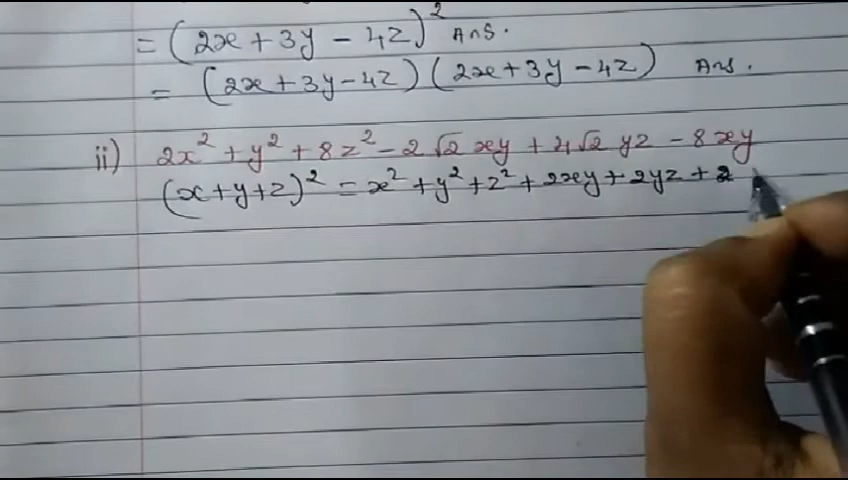 = (2x + 3y - 4z)² Ans.
= (2x + 3y - 4z) (2x + 3y - 4z) Ans.
ii) 2x² + y² + 8z² - 2√2 xy + 4√2 yz - 8xy
(x + y + z)² = x² + y² + z² + 2xy + 2yz + 2